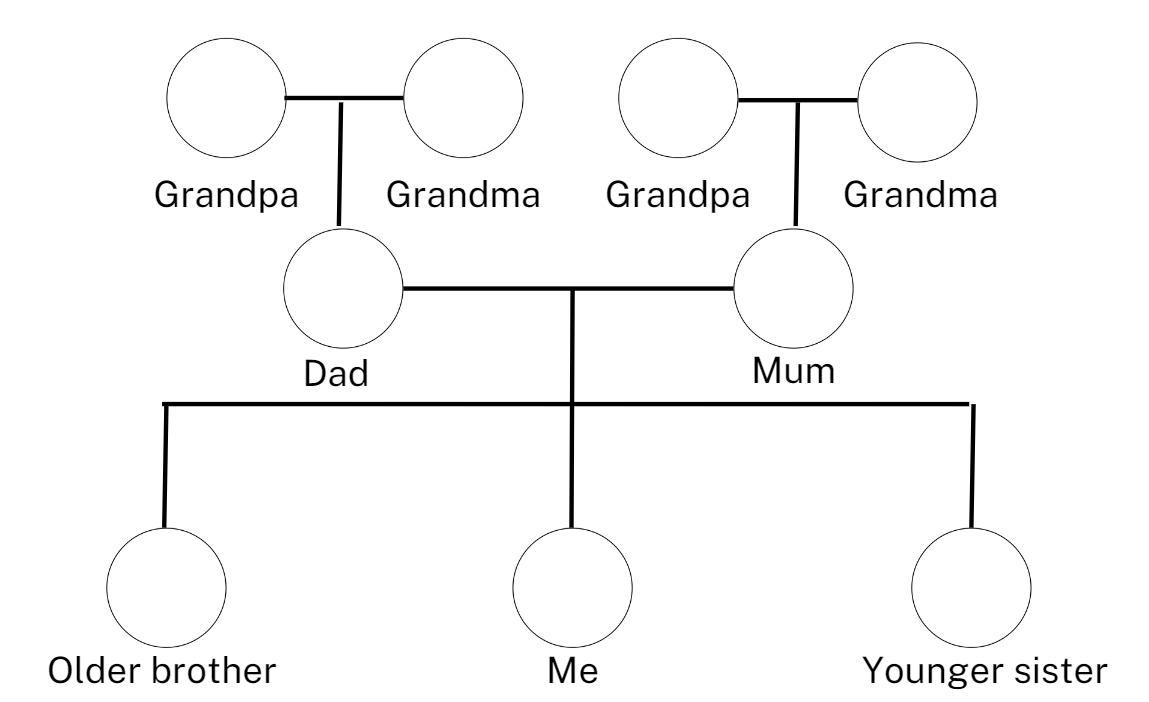 Grandpa
Grandma
Grandpa
Grandma
Dad
Mum
Older brother
Me
Younger sister